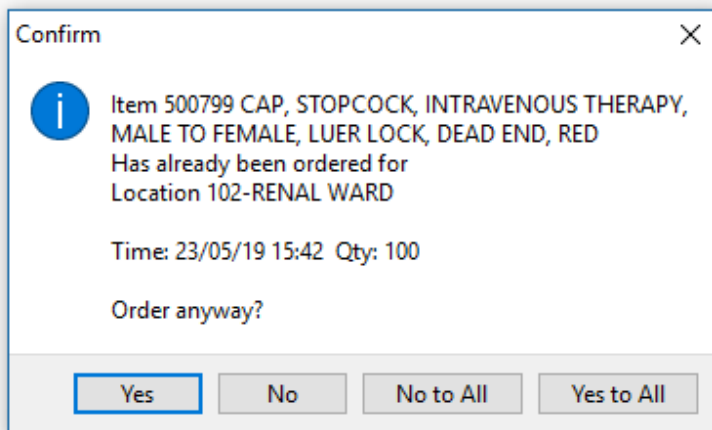 Confirm
Item 500799 CAP, STOPCOCK, INTRAVENOUS THERAPY,
MALE TO FEMALE, LUER LOCK, DEAD END, RED
Has already been ordered for
Location 102-RENAL WARD
Time: 23/05/19 15:42  Qty: 100
Order anyway?
Yes
No
No to All
Yes to All